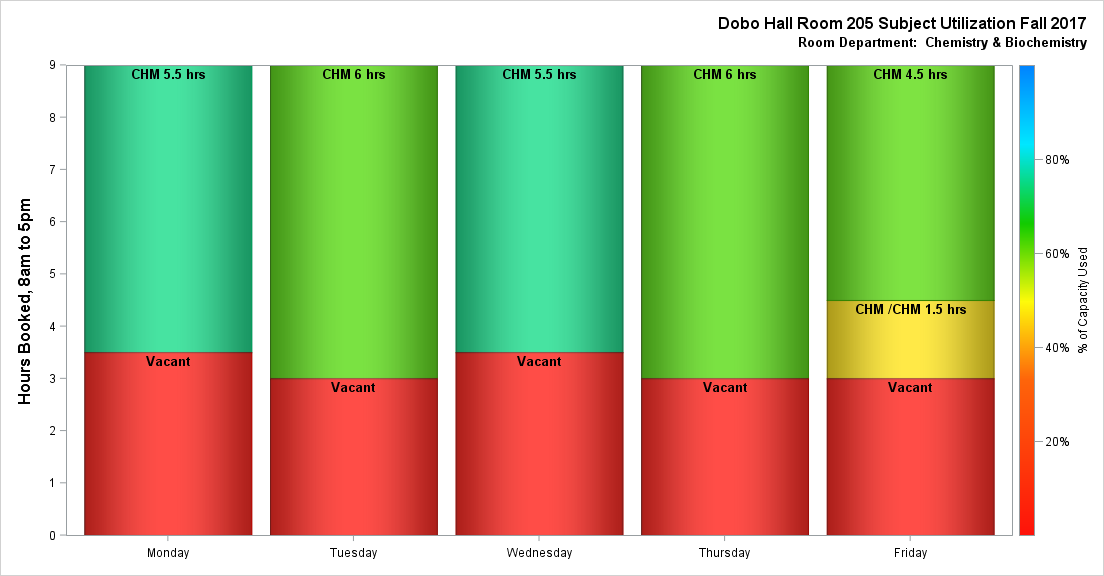 Dobo Hall Room 205 Subject Utilization Fall 2017
Room Department:  Chemistry & Biochemistry
Hours Booked, 8am to 5pm
9
8
7
6
5
4
3
2
1
0
CHM 5.5 hrs
Vacant
CHM 6 hrs
Vacant
CHM 5.5 hrs
Vacant
CHM 6 hrs
Vacant
CHM 4.5 hrs
CHM /CHM 1.5 hrs
Vacant
Monday
Tuesday
Wednesday
Thursday
Friday
80%
60%
40%
20%
% of Capacity Used